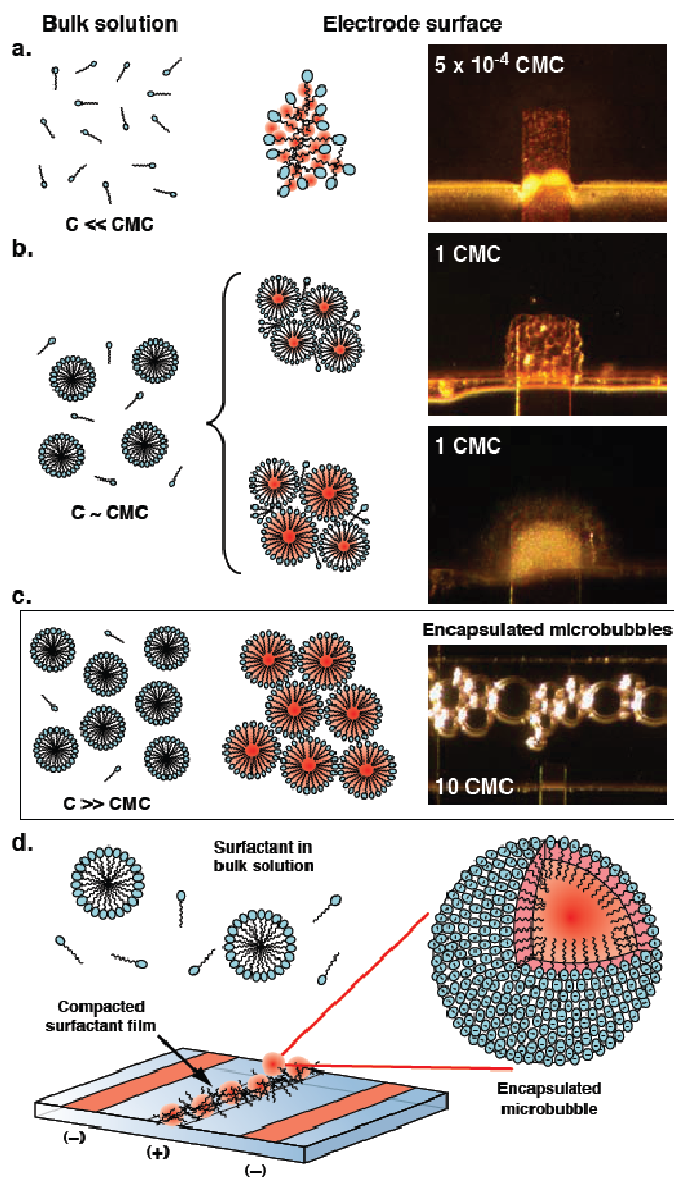 Bulk solution
Electrode surface
a.
5 x 10⁻⁴ CMC
C << CMC
b.
1 CMC
1 CMC
C ~ CMC
c.
Encapsulated microbubbles
C >> CMC
10 CMC
d.
Surfactant in
bulk solution
Compacted
surfactant film
Encapsulated
microbubble
(–)
(+)
(–)